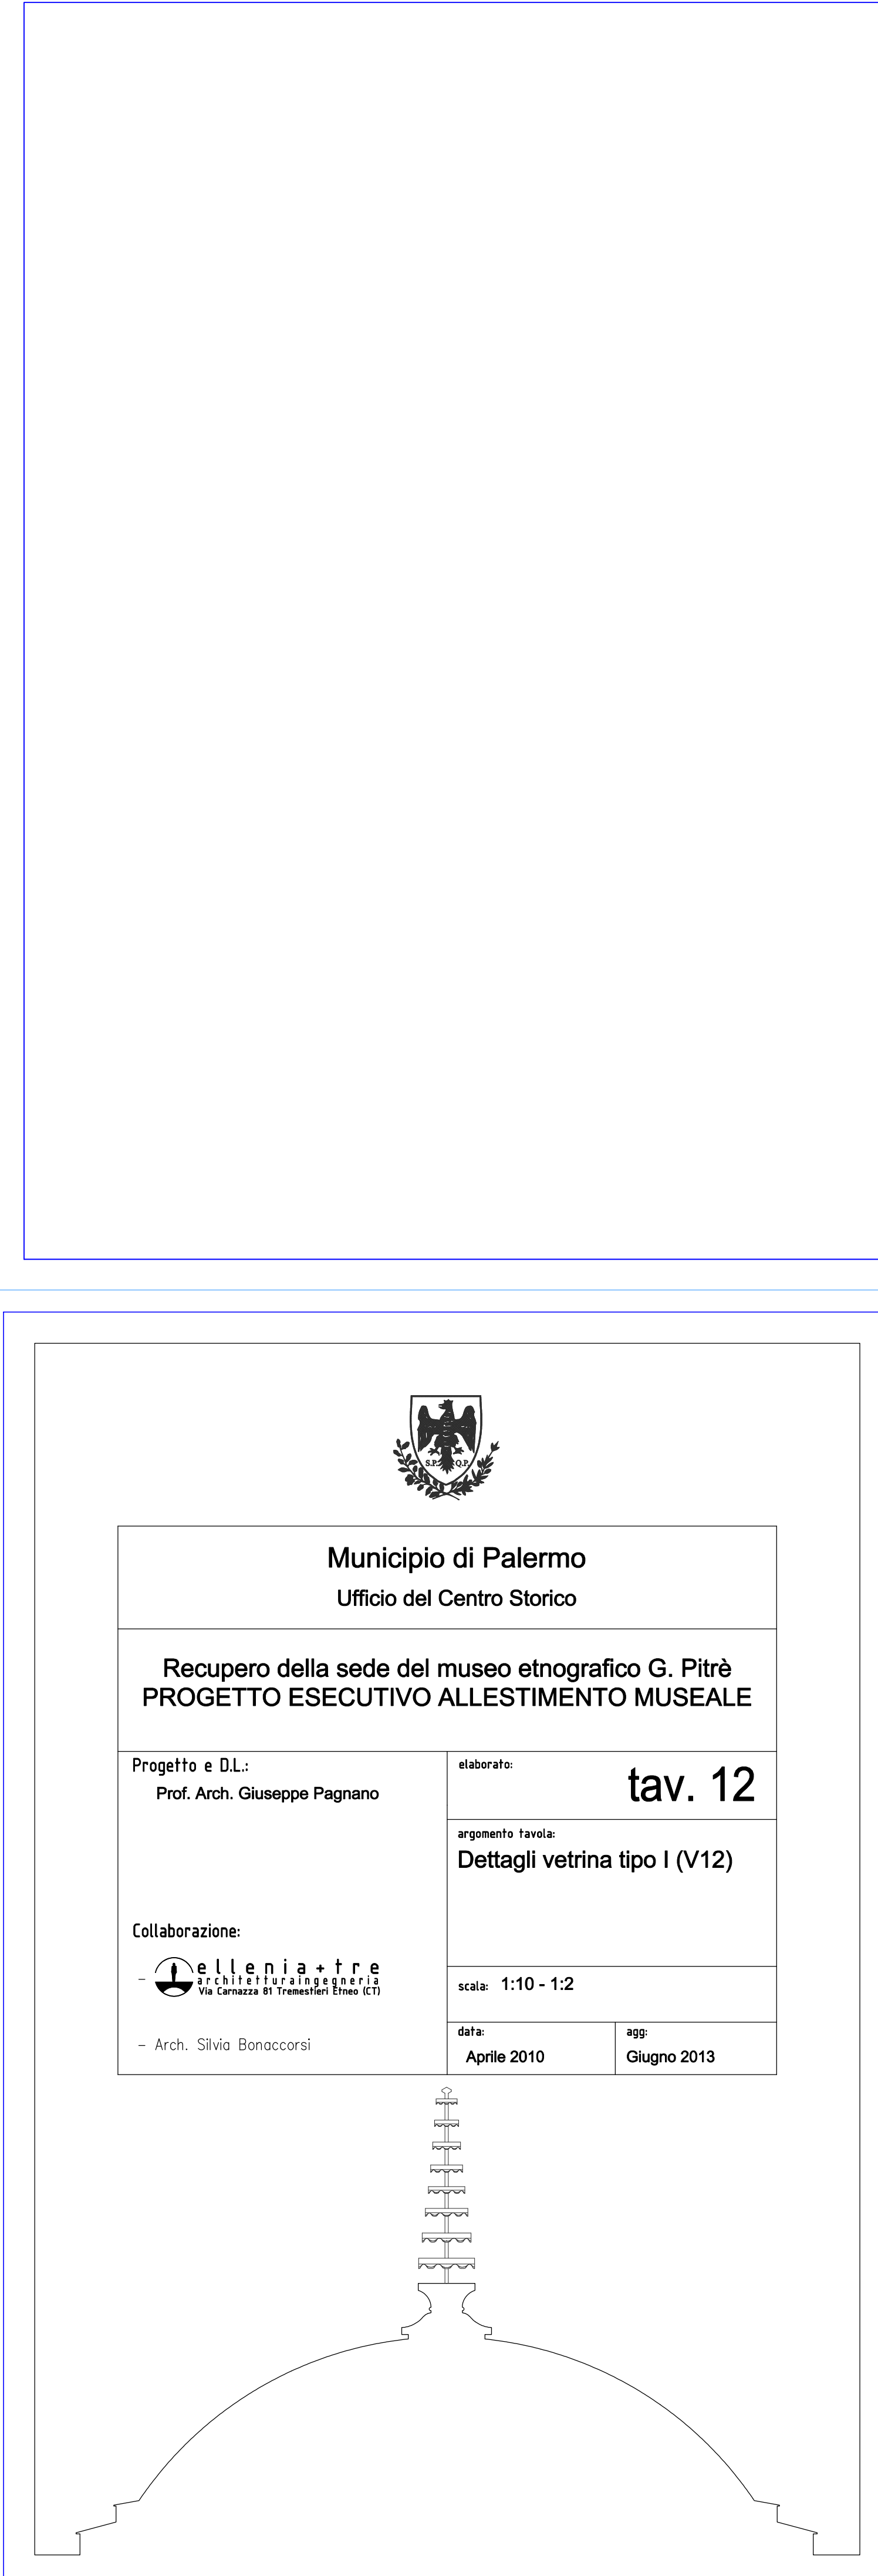 S.P. Q.P.
Municipio di Palermo
Ufficio del Centro Storico
Recupero della sede del museo etnografico G. Pitrè
PROGETTO ESECUTIVO ALLESTIMENTO MUSEALE
Progetto e D.L.:
Prof. Arch. Giuseppe Pagnano
Collaborazione:
- ellenia+tre
architetturaingegneria
Via Carnazza 81 Tremestieri Etneo (CT)
- Arch. Silvia Bonaccorsi
elaborato:
tav. 12
argomento tavola:
Dettagli vetrina tipo I (V12)
scala: 1:10 - 1:2
data:
Aprile 2010
agg:
Giugno 2013